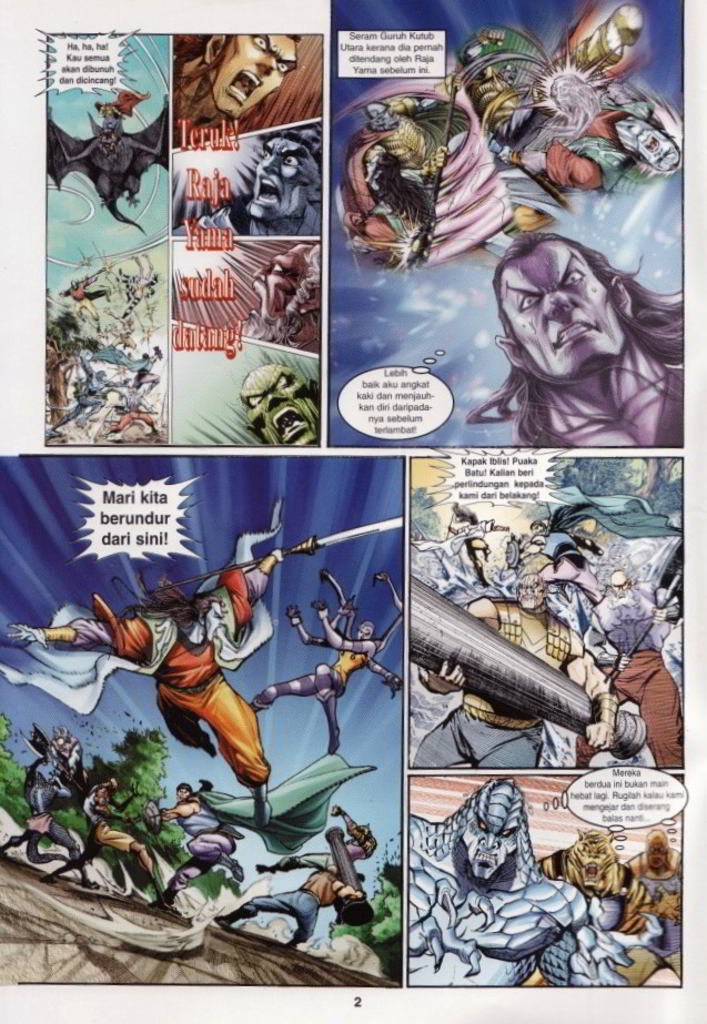 Ha, ha, ha!
Kau semua
akan dibunuh
dan dicincang!
Teruk!
Raja
Yama
sudah
datang!
Seram Guruh Kutub
Utara kerana dia pernah
ditendang oleh Raja
Yama sebelum ini.
Lebih
baik aku angkat
kaki dan menjauh-
kan diri daripada-
nya sebelum
terlambat!
Mari kita
berundur
dari sini!
Kapak Iblis! Puaka
Batu! Kalian beri
perlindungan kepada
kami dari belakang!
Mereka
berdua ini bukan main
hebat lagi. Rugilah kalau kami
mengejar dan diserang
balas nanti...
2